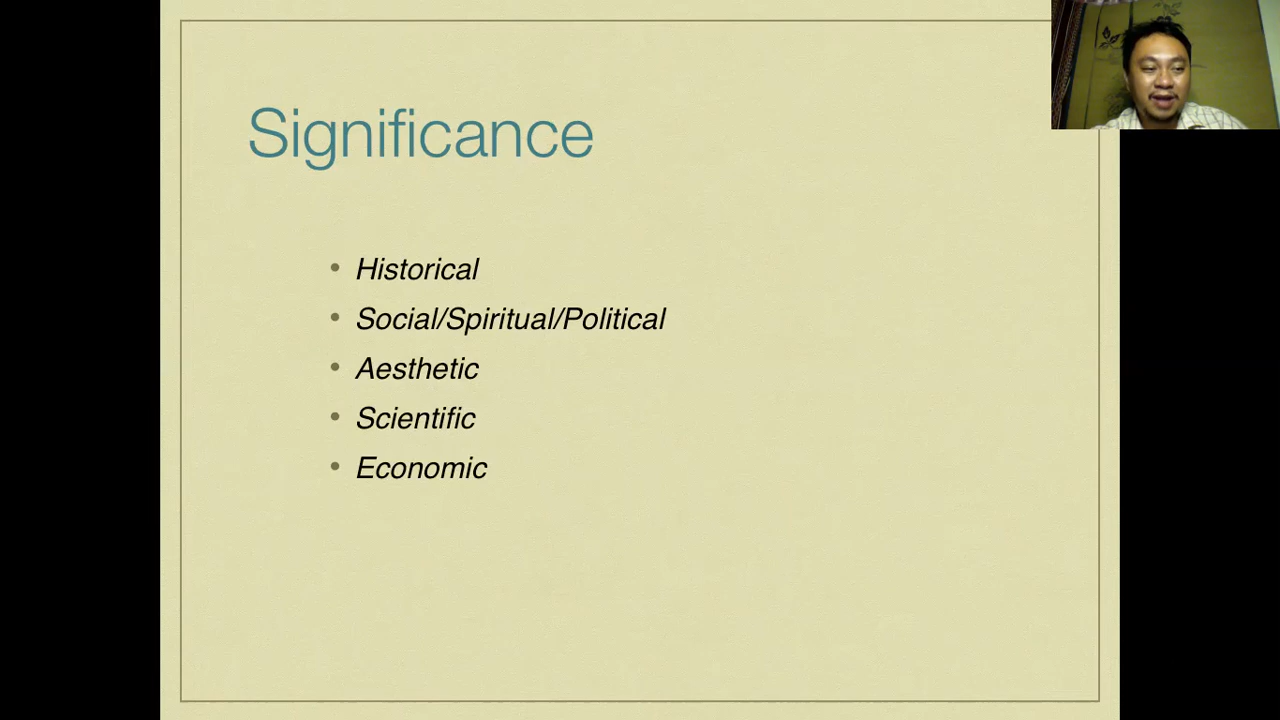 Significance
• Historical
• Social/Spiritual/Political
• Aesthetic
• Scientific
• Economic